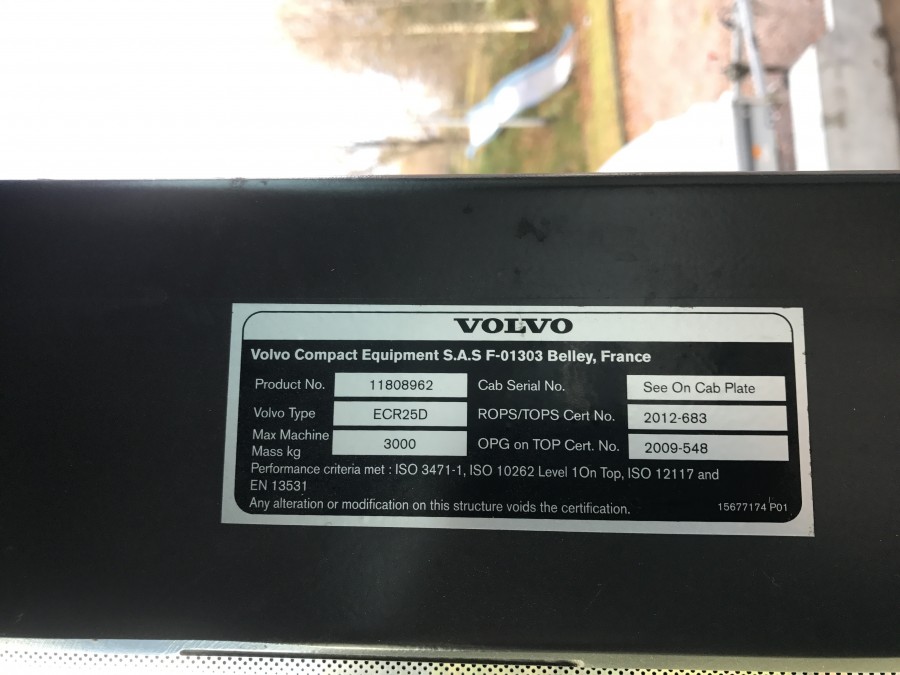 VOLVO
Volvo Compact Equipment S.A.S F-01303 Belley, France
Product No. 11808962 Cab Serial No. See On Cab Plate
Volvo Type ECR25D ROPS/TOPS Cert No. 2012-683
Max Machine Mass kg 3000 OPG on TOP Cert. No. 2009-548
Performance criteria met : ISO 3471-1, ISO 10262 Level 1On Top, ISO 12117 and
EN 13531
Any alteration or modification on this structure voids the certification. 15677174 P01